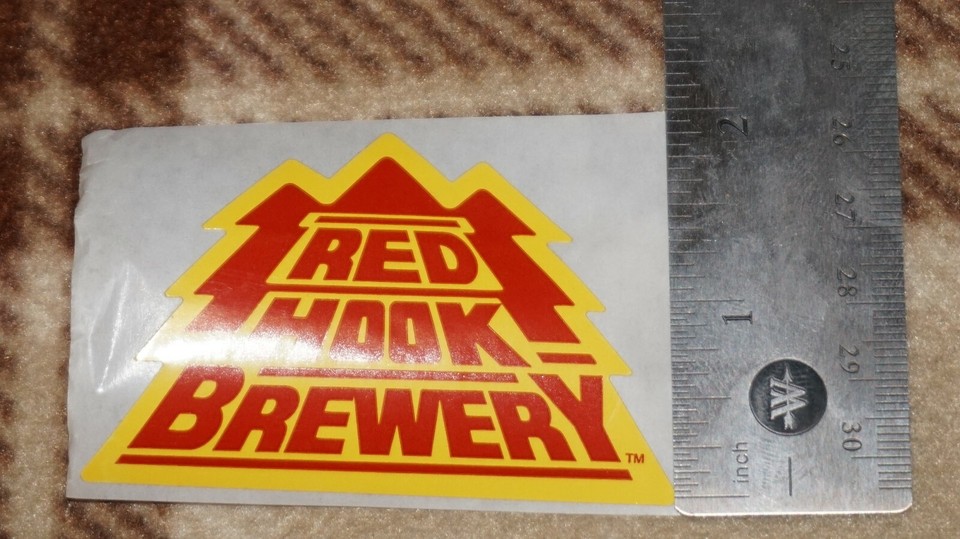 RED
HOOK
BREWERY
TM
25
26
27
28
29
30
2
1
inch